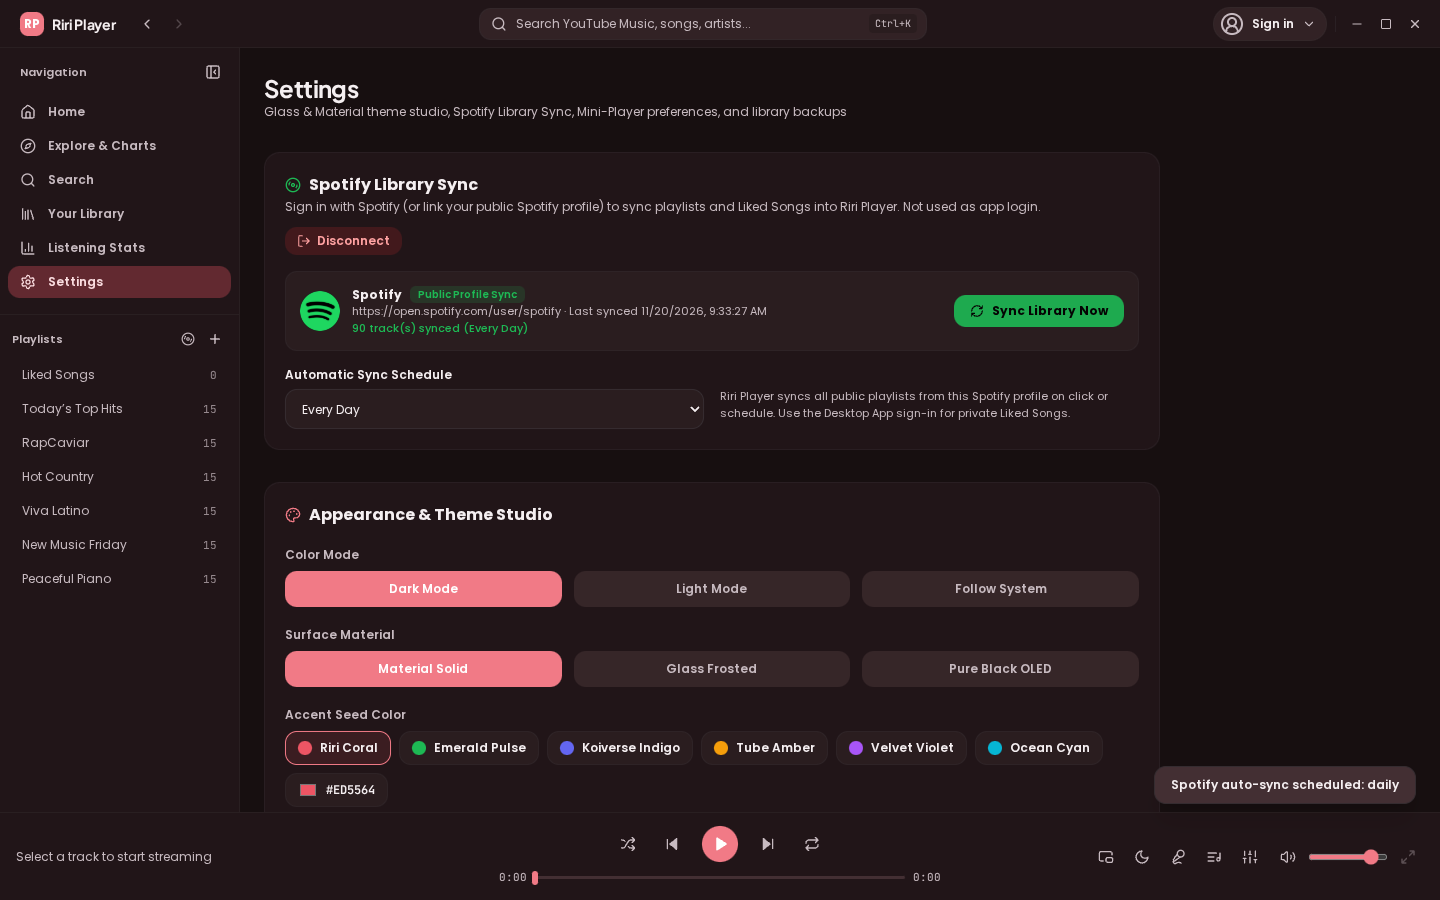 RP Riri Player
Search YouTube Music, songs, artists...
Ctrl+K
Sign in
Navigation
Home
Explore & Charts
Search
Your Library
Listening Stats
Settings
Playlists
Liked Songs 0
Today's Top Hits 15
RapCaviar 15
Hot Country 15
Viva Latino 15
New Music Friday 15
Peaceful Piano 15
Settings
Glass & Material theme studio, Spotify Library Sync, Mini-Player preferences, and library backups
Spotify Library Sync
Sign in with Spotify (or link your public Spotify profile) to sync playlists and Liked Songs into Riri Player. Not used as app login.
Disconnect
Spotify Public Profile Sync
https://open.spotify.com/user/spotify · Last synced 11/20/2026, 9:33:27 AM
90 track(s) synced (Every Day)
Sync Library Now
Automatic Sync Schedule
Every Day
Riri Player syncs all public playlists from this Spotify profile on click or
schedule. Use the Desktop App sign-in for private Liked Songs.
Appearance & Theme Studio
Color Mode
Dark Mode Light Mode Follow System
Surface Material
Material Solid Glass Frosted Pure Black OLED
Accent Seed Color
Riri Coral Emerald Pulse Koiverse Indigo Tube Amber Velvet Violet Ocean Cyan
#ED5564
Spotify auto-sync scheduled: daily
Select a track to start streaming
0:00 0:00